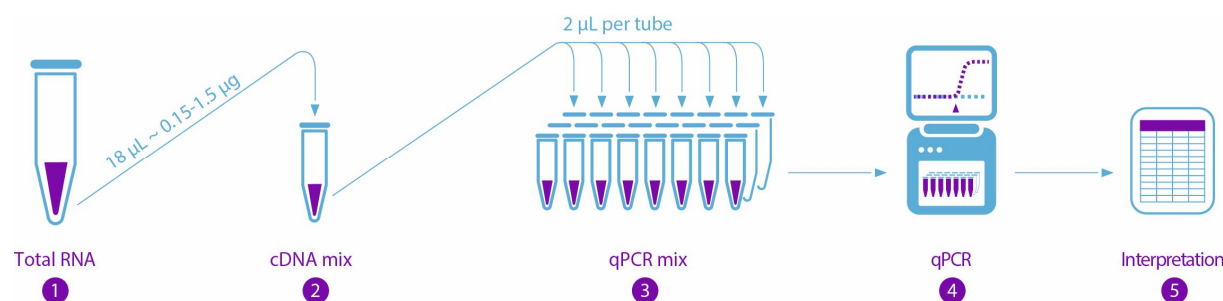 2 µL per tube
18 µL ~ 0.15-1.5 µg
Total RNA
cDNA mix
qPCR mix
qPCR
Interpretation
1
2
3
4
5